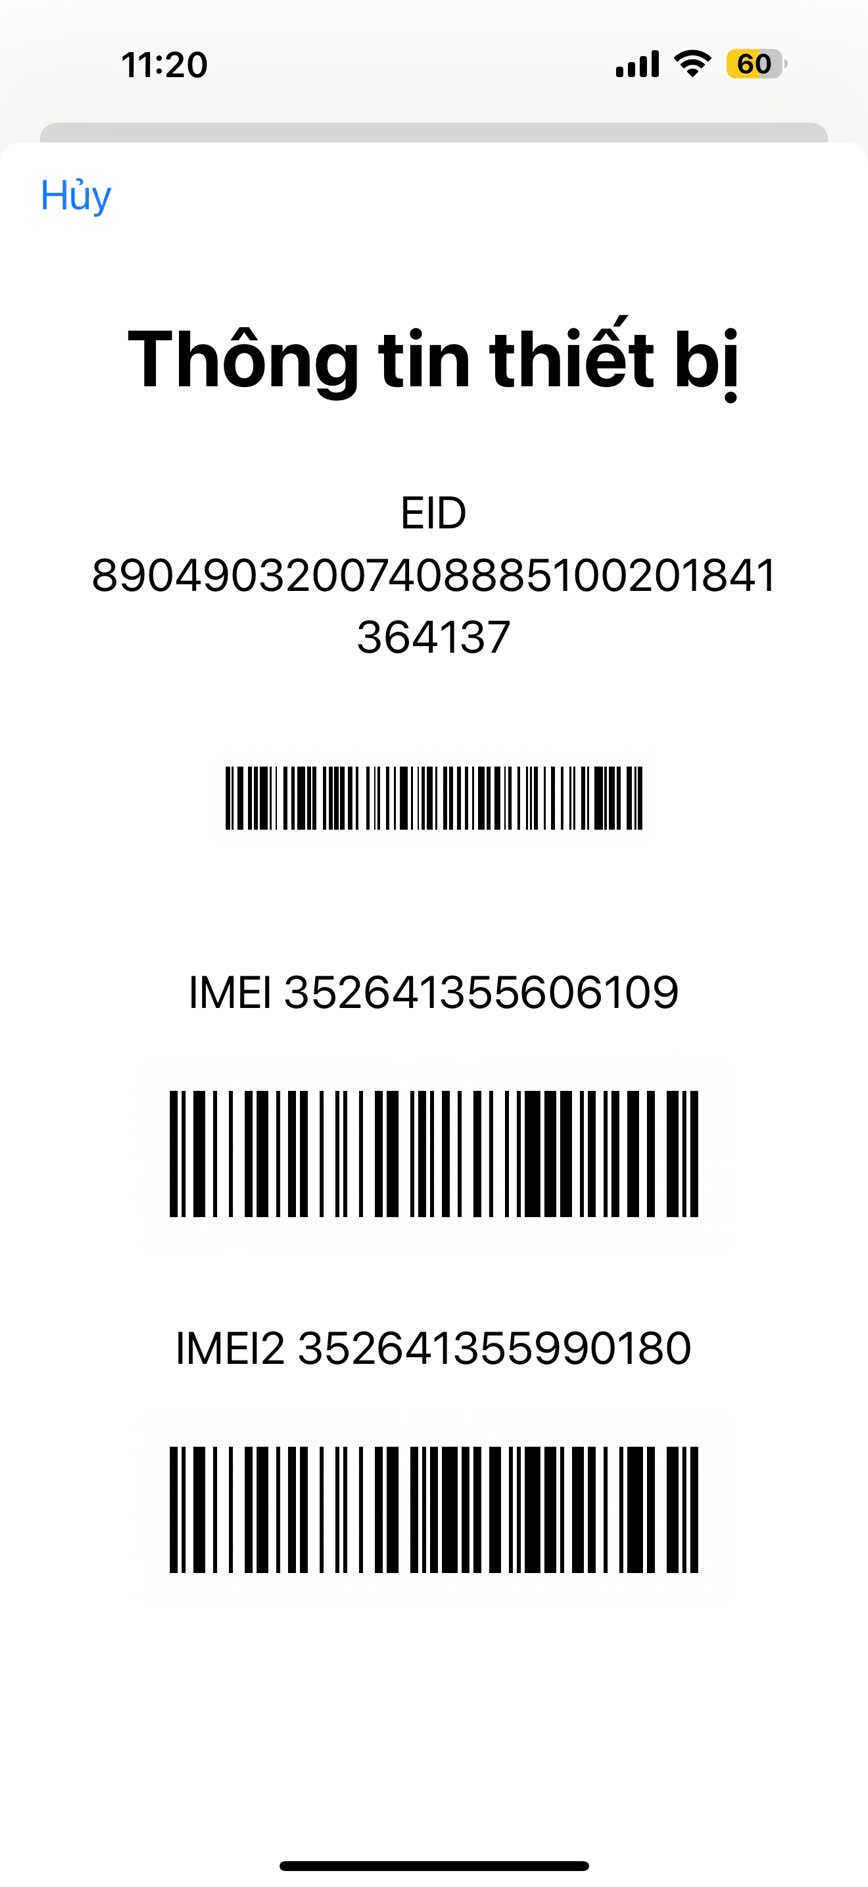 11:20
60
Hủy
Thông tin thiết bị
EID
89049032007408885100201841
364137
IMEI 352641355606109
IMEI2 352641355990180